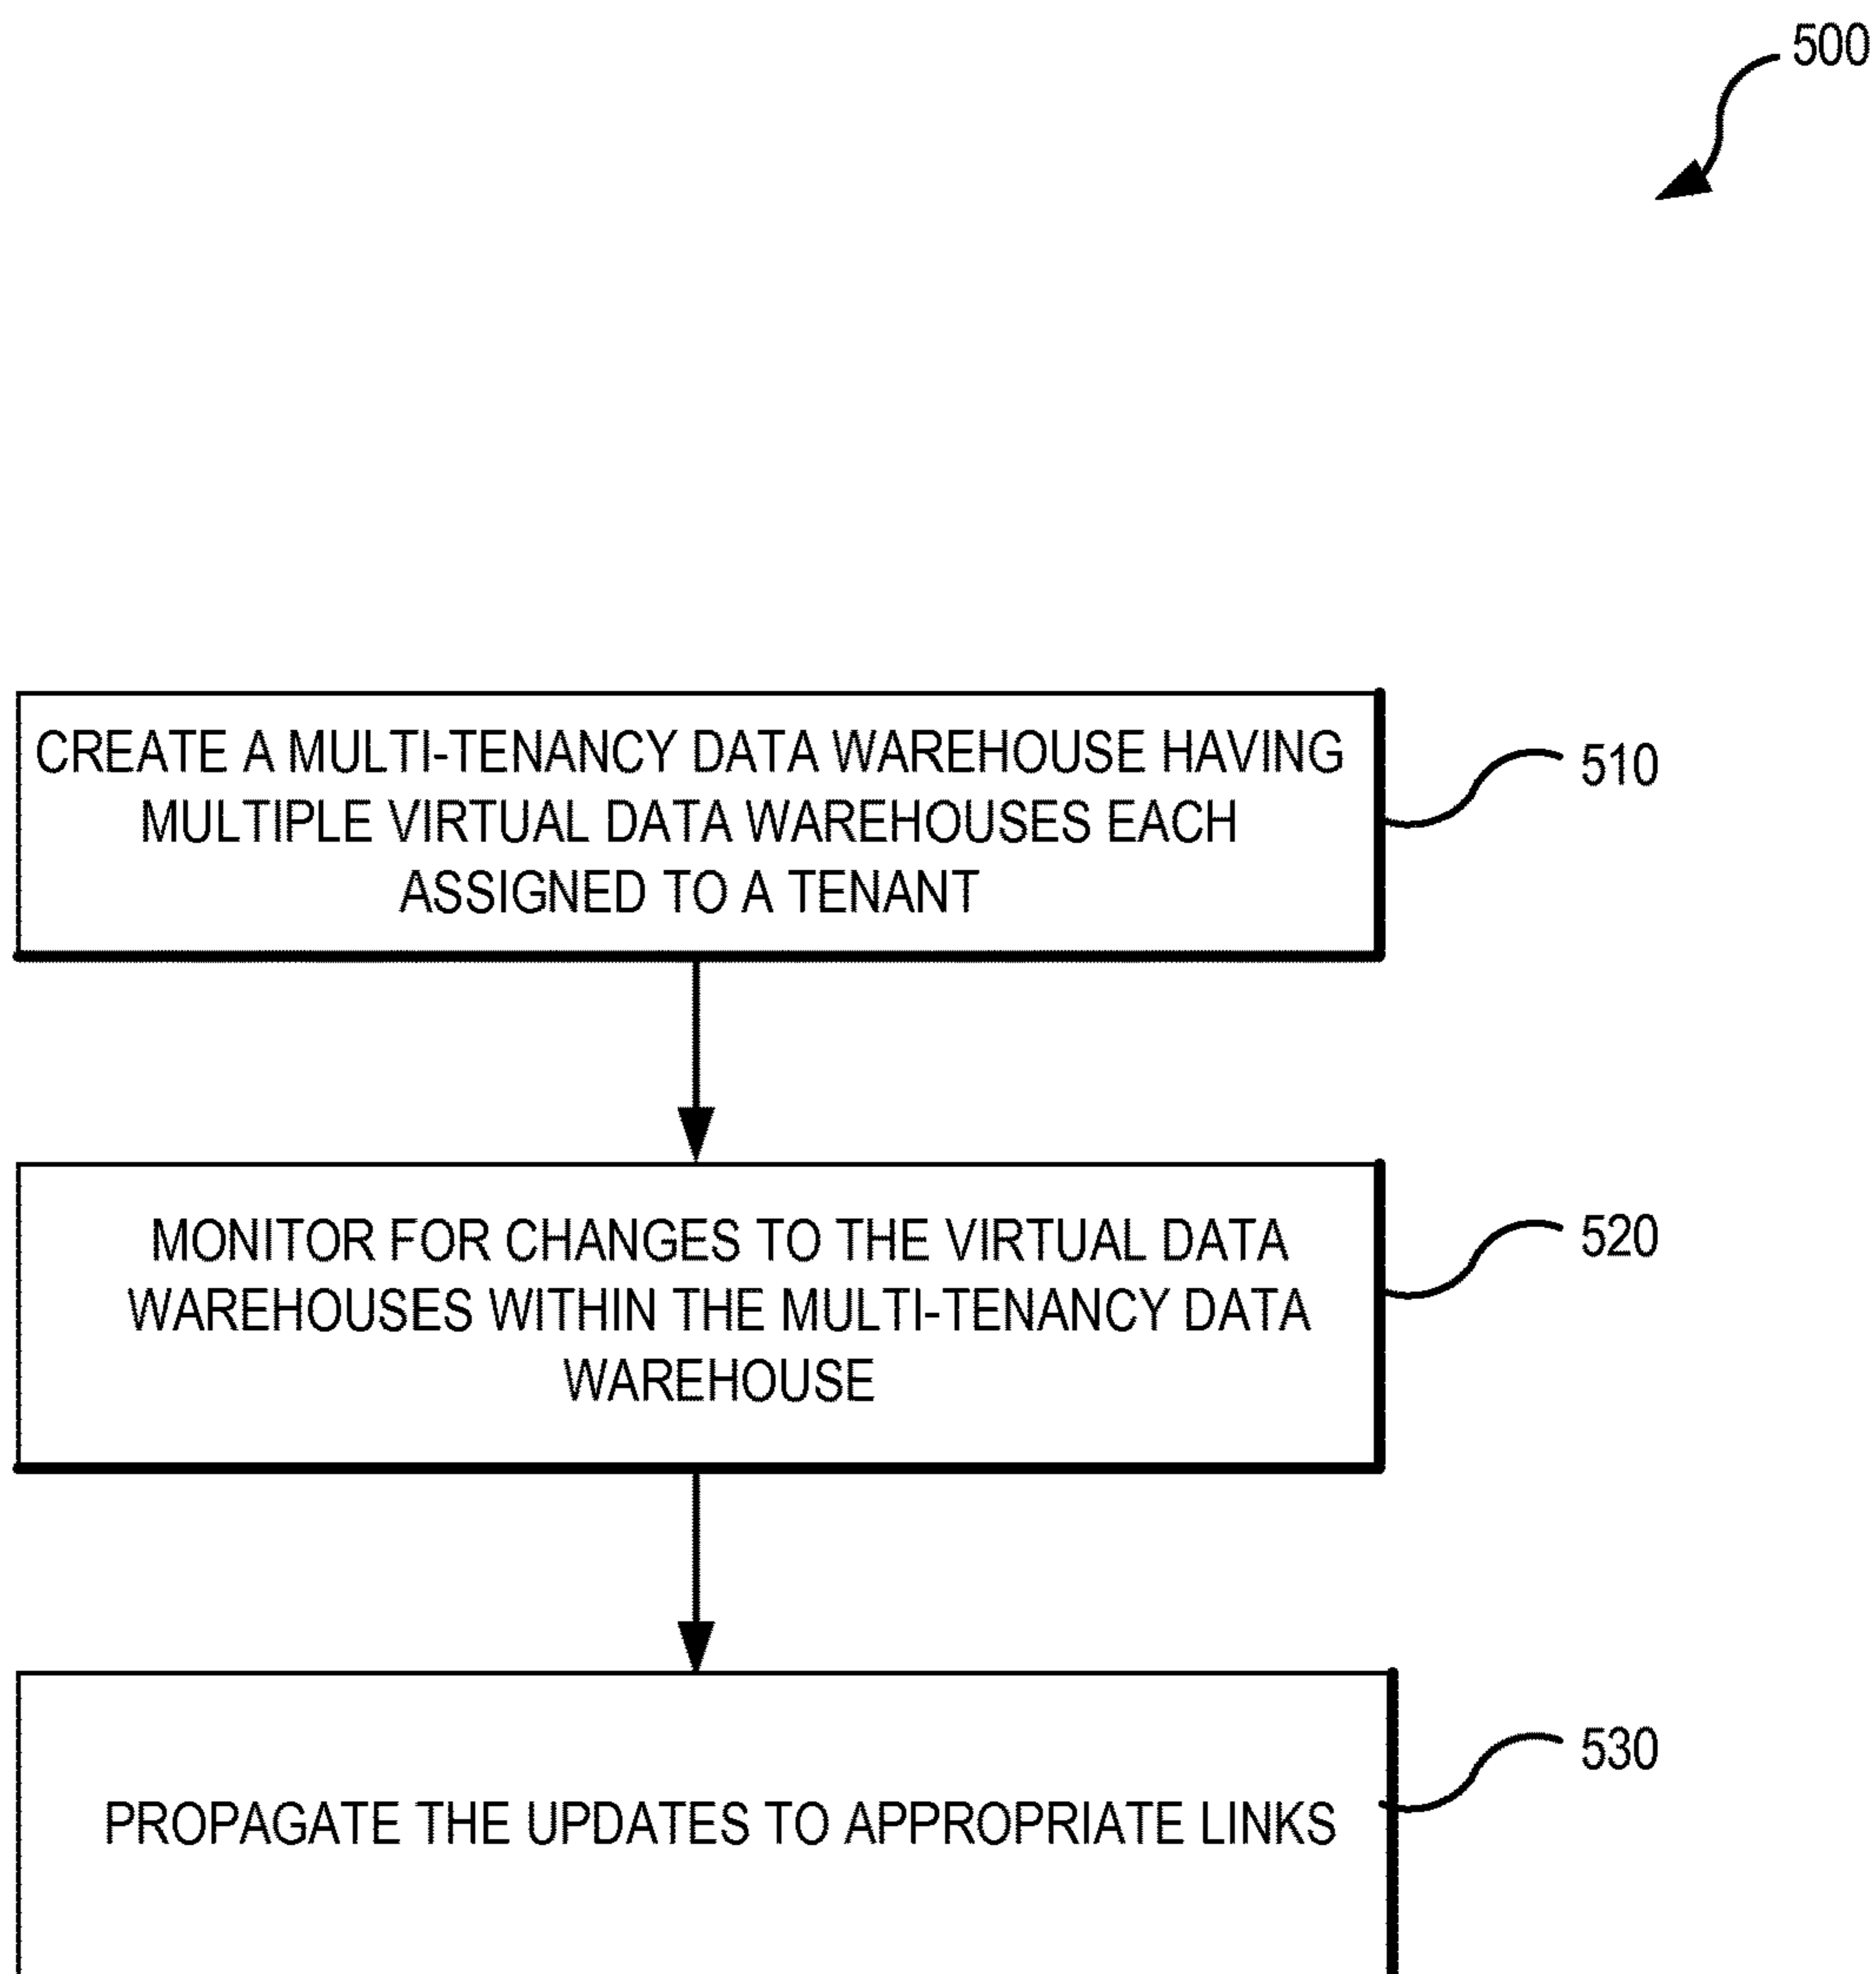 500
CREATE A MULTI-TENANCY DATA WAREHOUSE HAVING
MULTIPLE VIRTUAL DATA WAREHOUSES EACH
ASSIGNED TO A TENANT
510
MONITOR FOR CHANGES TO THE VIRTUAL DATA
WAREHOUSES WITHIN THE MULTI-TENANCY DATA
WAREHOUSE
520
PROPAGATE THE UPDATES TO APPROPRIATE LINKS
530